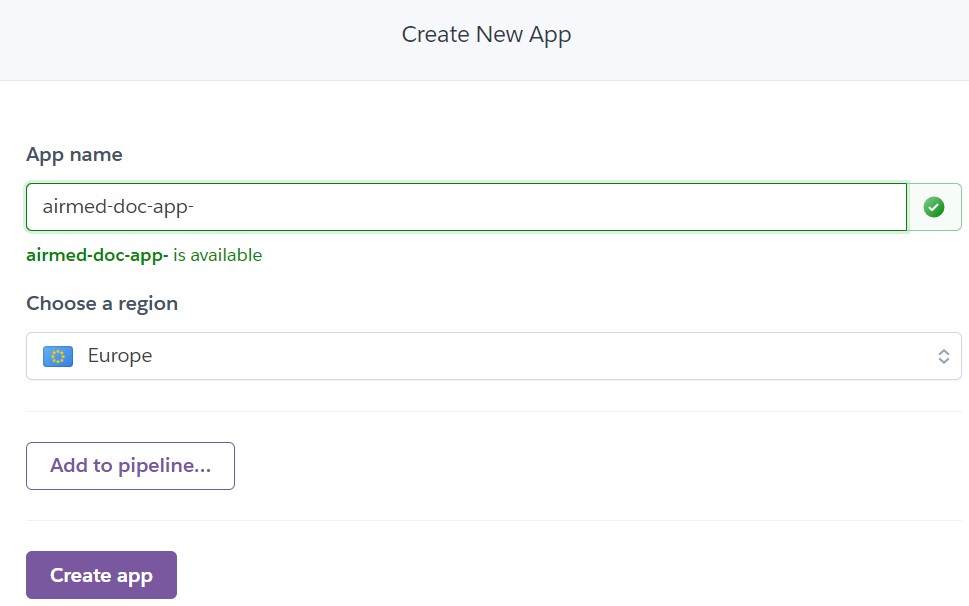 Create New App
App name
airmed-doc-app-
airmed-doc-app- is available
Choose a region
Europe
Add to pipeline...
Create app